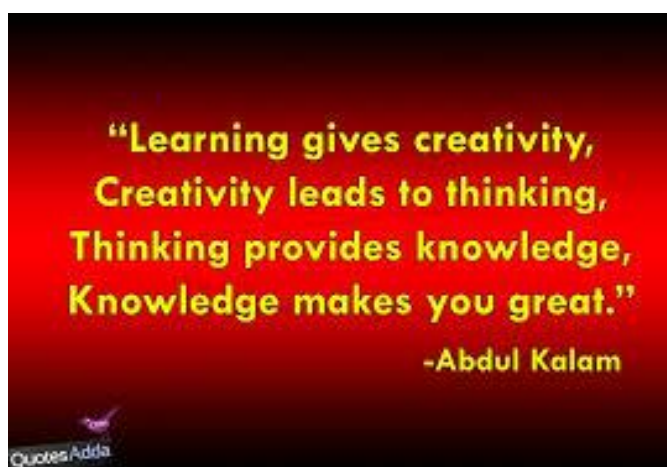 “Learning gives creativity,
Creativity leads to thinking,
Thinking provides knowledge,
Knowledge makes you great.”
-Abdul Kalam
QuotesAdda